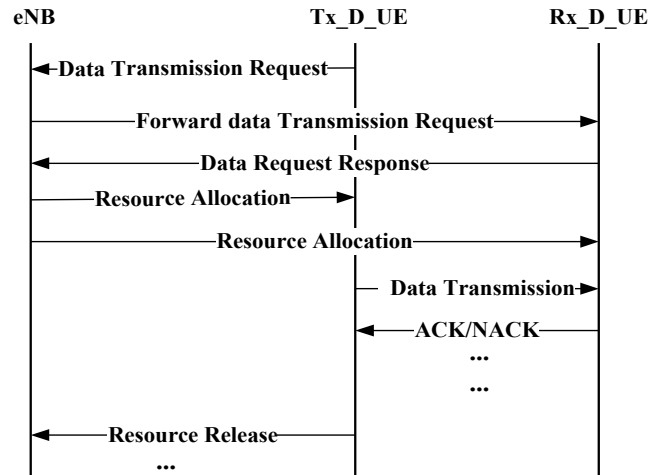 eNB Tx_D_UE Rx_D_UE
Data Transmission Request
Forward data Transmission Request
Data Request Response
Resource Allocation
Resource Allocation
Data Transmission
ACK/NACK
...
...
Resource Release
...